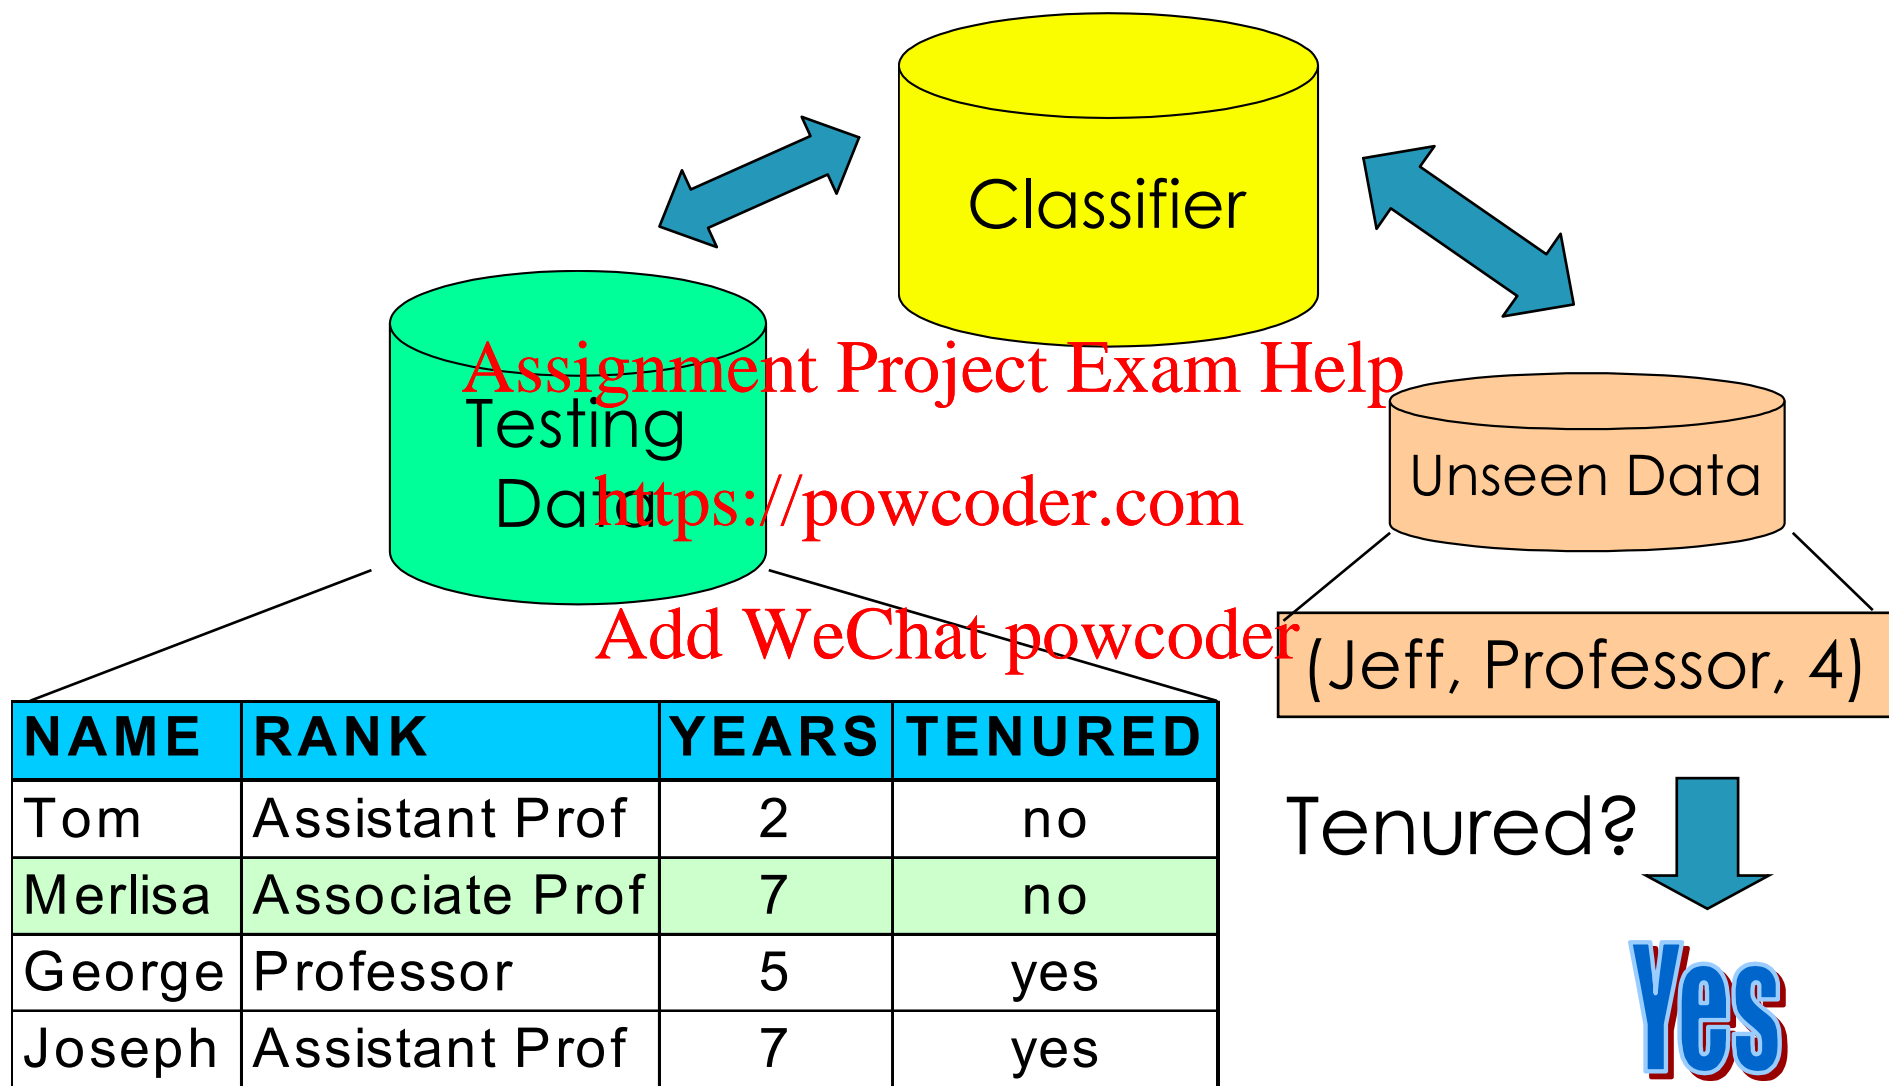 Classifier
Assignment Project Exam Help
Testing
Data
https://powcoder.com
Unseen Data
Add WeChat powcoder
(Jeff, Professor, 4)
NAME RANK YEARS TENURED
Tom Assistant Prof 2 no
Merlisa Associate Prof 7 no
George Professor 5 yes
Joseph Assistant Prof 7 yes
Tenured?
Yes